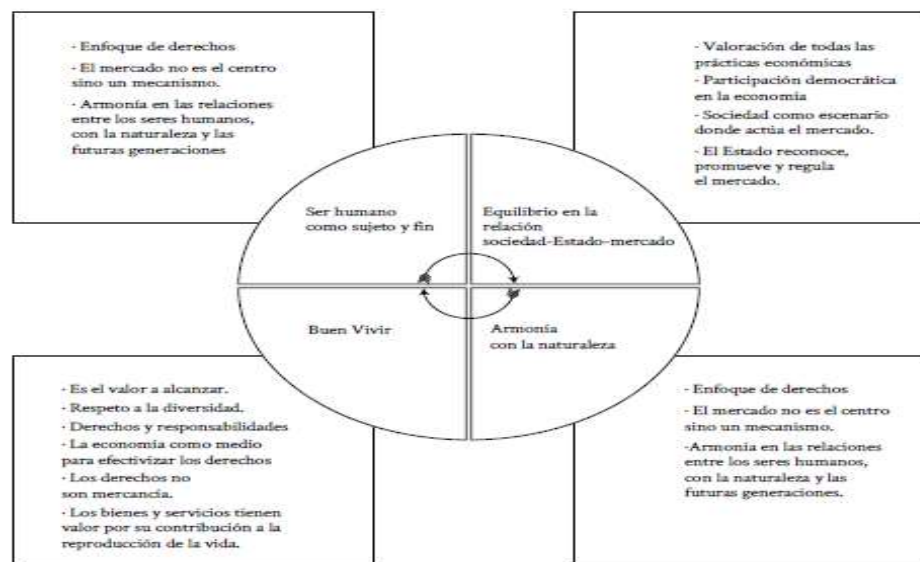 · Enfoque de derechos
· El mercado no es el centro
sino un mecanismo.
· Armonía en las relaciones
entre los seres humanos,
con la naturaleza y las
futuras generaciones
· Valoración de todas las
prácticas económicas
· Participación democrática
en la economía
· Sociedad como escenario
donde actúa el mercado.
· El Estado reconoce,
promueve y regula
el mercado.
Ser humano
como sujeto y fin
Equilibrio en la
relación
sociedad-Estado-mercado
Buen Vivir
Armonía
con la naturaleza
· Es el valor a alcanzar.
· Respeto a la diversidad.
· Derechos y responsabilidades
· La economía como medio
para efectivizar los derechos
· Los derechos no
son mercancía.
· Los bienes y servicios tienen
valor por su contribución a la
reproducción de la vida.
· Enfoque de derechos
· El mercado no es el centro
sino un mecanismo.
·Armonía en las relaciones
entre los seres humanos,
con la naturaleza y las
futuras generaciones.